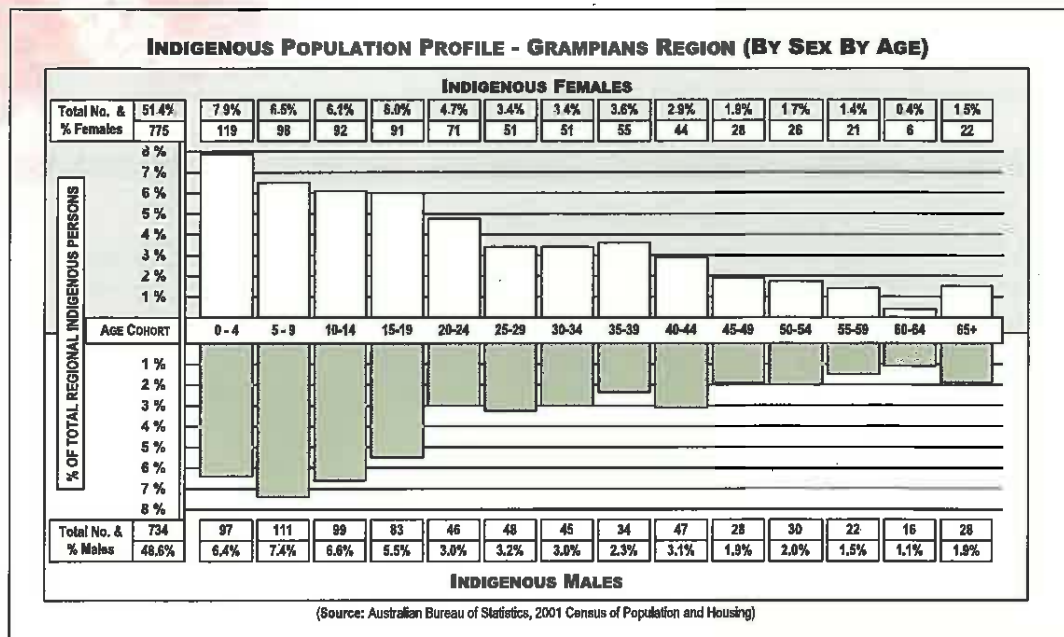 INDIGENOUS POPULATION PROFILE - GRAMPIANS REGION (BY SEX BY AGE)
INDIGENOUS FEMALES
Total No. & 51.4% 7.9% 6.5% 6.1% 6.0% 4.7% 3.4% 3.4% 3.6% 2.9% 1.9% 1.7% 1.4% 0.4% 1.5%
% Females 775 119 98 92 91 71 51 51 55 44 28 26 21 6 22
8 %
7 %
6 %
5 %
4 %
3 %
2 %
1 %
% OF TOTAL REGIONAL INDIGENOUS PERSONS
AGE COHORT 0 - 4 5 - 9 10-14 15-19 20-24 25-29 30-34 35-39 40-44 45-49 50-54 55-59 60-64 65+
1 %
2 %
3 %
4 %
5 %
6 %
7 %
8 %
Total No. & 734 97 111 99 83 46 48 45 34 47 28 30 22 16 28
% Males 48.6% 6.4% 7.4% 6.6% 5.5% 3.0% 3.2% 3.0% 2.3% 3.1% 1.9% 2.0% 1.5% 1.1% 1.9%
INDIGENOUS MALES
(Source: Australian Bureau of Statistics, 2001 Census of Population and Housing)